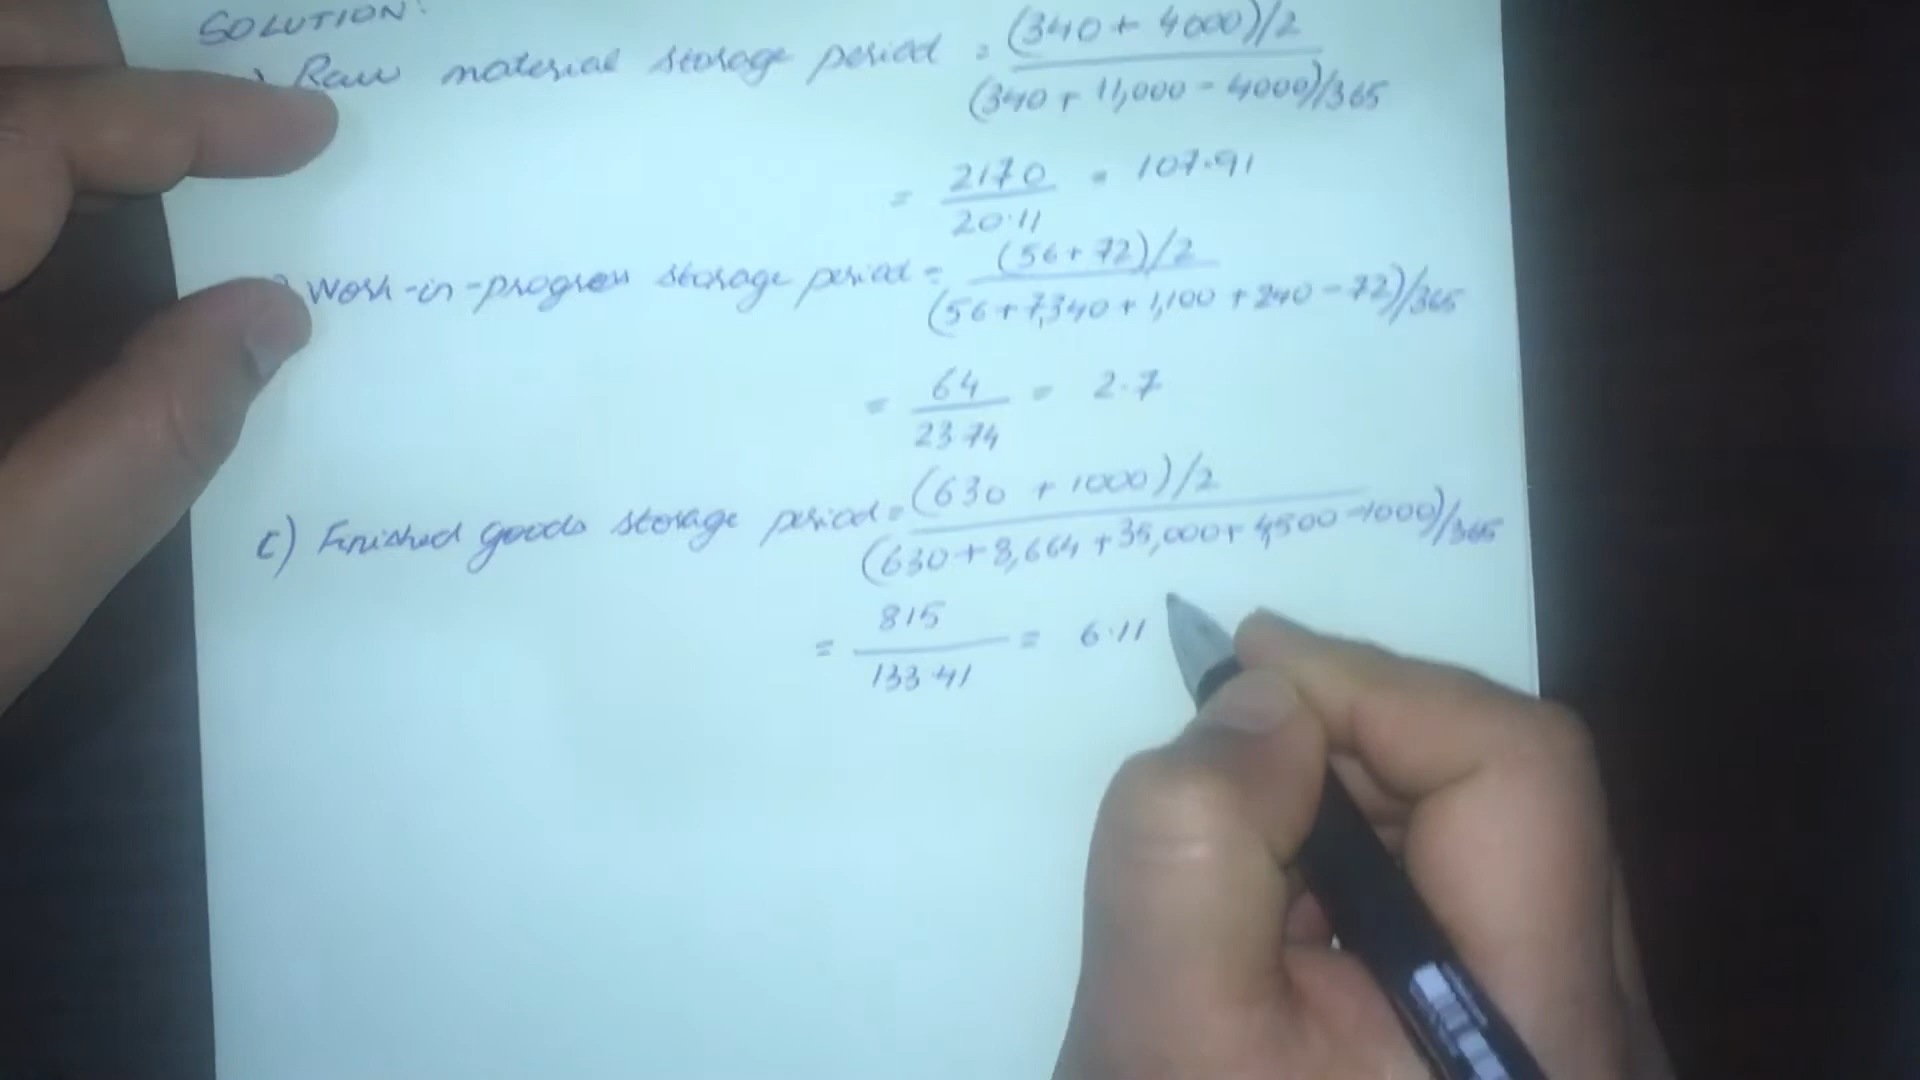 SOLUTION:
) Raw material storage period = (340 + 4000)/2
(340 + 11,000 - 4000)/365
= 2170 = 107.91
20.11
) Work-in-progress storage period = (56+72)/2
(56+7,340+1,100+240-72)/365
= 64 = 2.7
23.74
c) Finished goods storage period = (630 + 1000)/2
(630+8,664+35,000+4,500-1000)/365
= 815 = 6.11
133.41